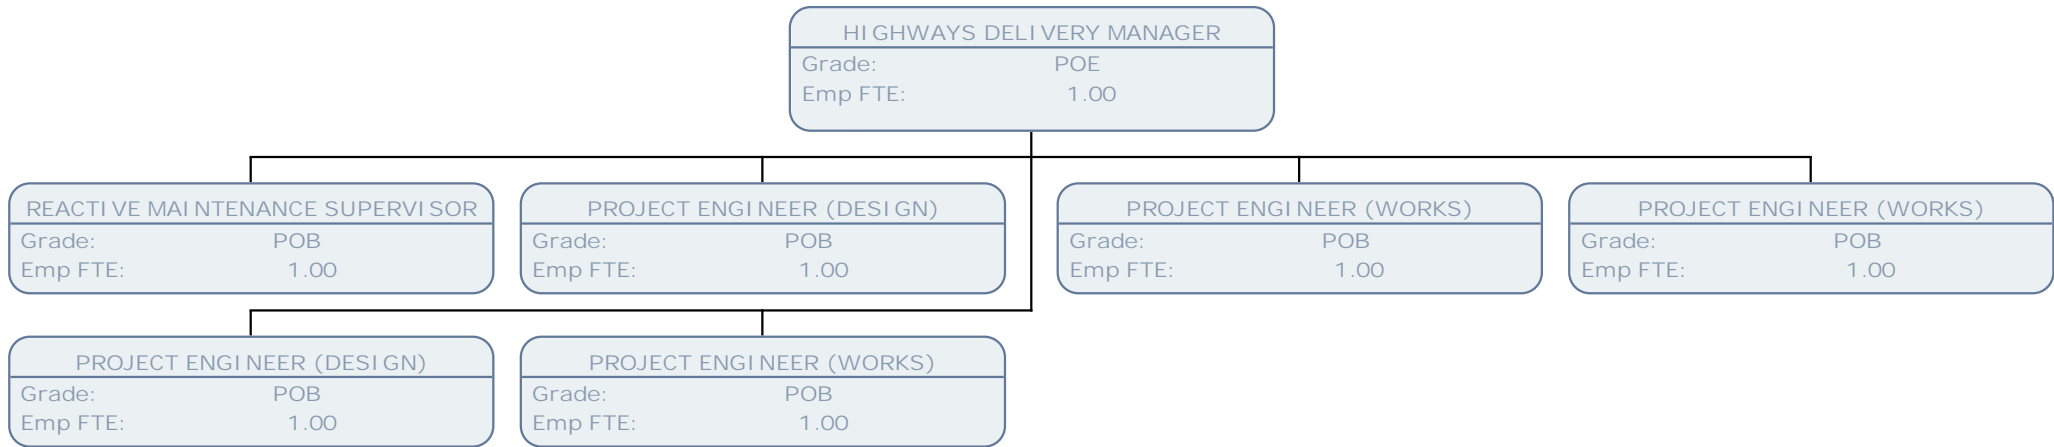 HIGHWAYS DELIVERY MANAGER
Grade: POE
Emp FTE: 1.00
REACTIVE MAINTENANCE SUPERVISOR
Grade: POB
Emp FTE: 1.00
PROJECT ENGINEER (DESIGN)
Grade: POB
Emp FTE: 1.00
PROJECT ENGINEER (WORKS)
Grade: POB
Emp FTE: 1.00
PROJECT ENGINEER (WORKS)
Grade: POB
Emp FTE: 1.00
PROJECT ENGINEER (DESIGN)
Grade: POB
Emp FTE: 1.00
PROJECT ENGINEER (WORKS)
Grade: POB
Emp FTE: 1.00